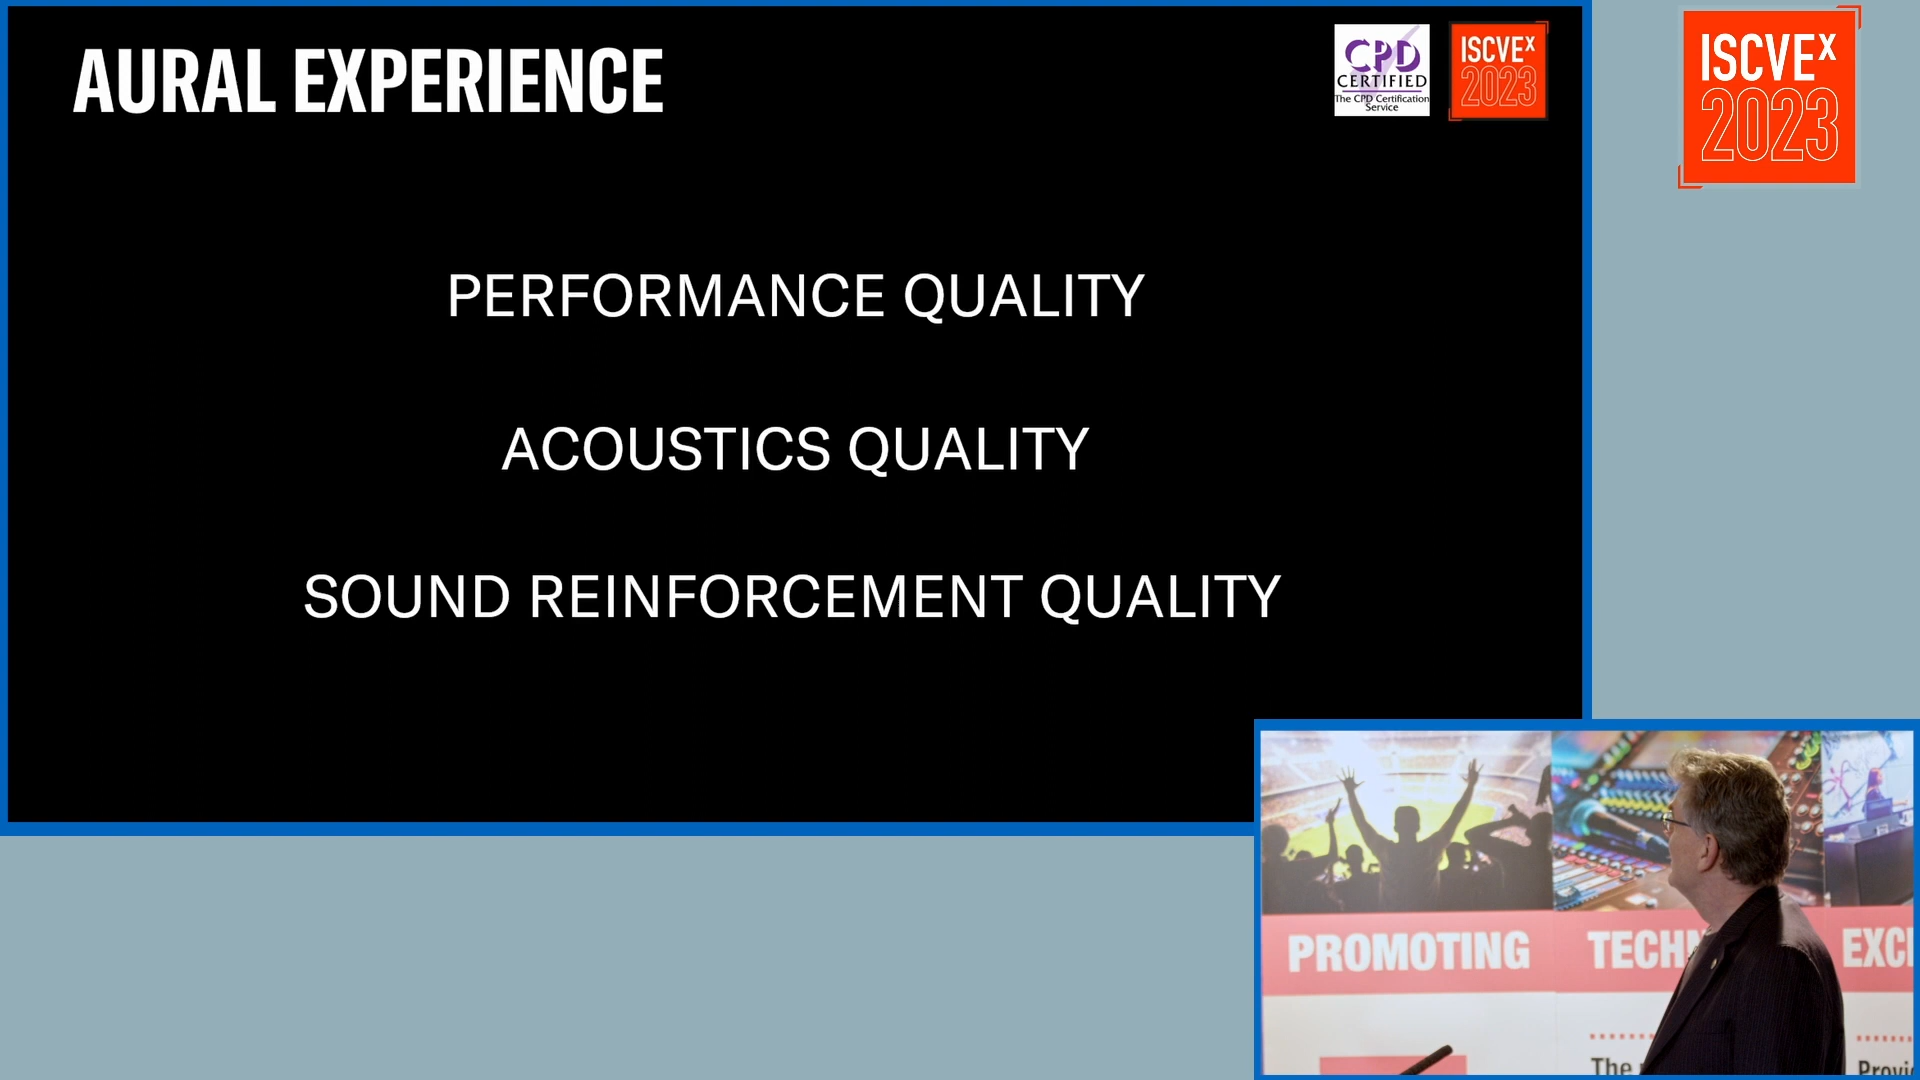 AURAL EXPERIENCE
CPD
CERTIFIED
The CPD Certification
Service
ISCVEx
2023
ISCVEx
2023
PERFORMANCE QUALITY
ACOUSTICS QUALITY
SOUND REINFORCEMENT QUALITY
PROMOTING
The